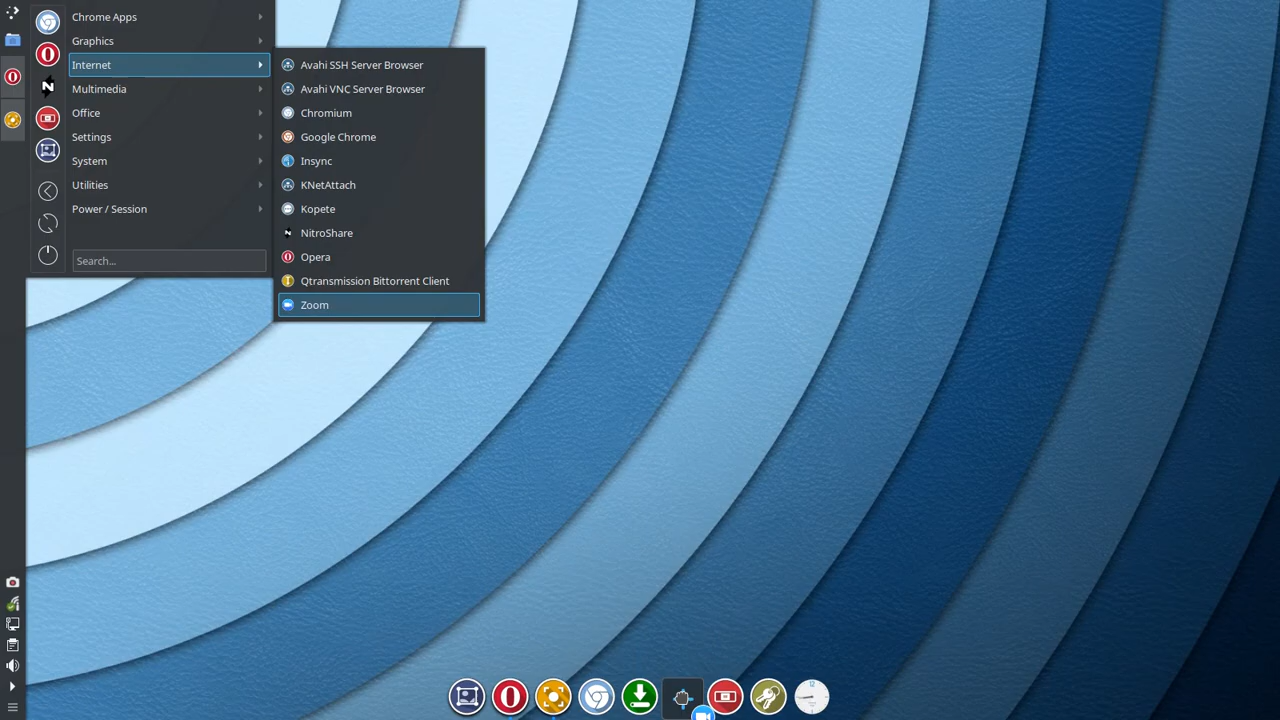 Chrome Apps
Graphics
Internet
Multimedia
Office
Settings
System
Utilities
Power / Session
Search...
Avahi SSH Server Browser
Avahi VNC Server Browser
Chromium
Google Chrome
Insync
KNetAttach
Kopete
NitroShare
Opera
Qtransmission Bittorrent Client
Zoom